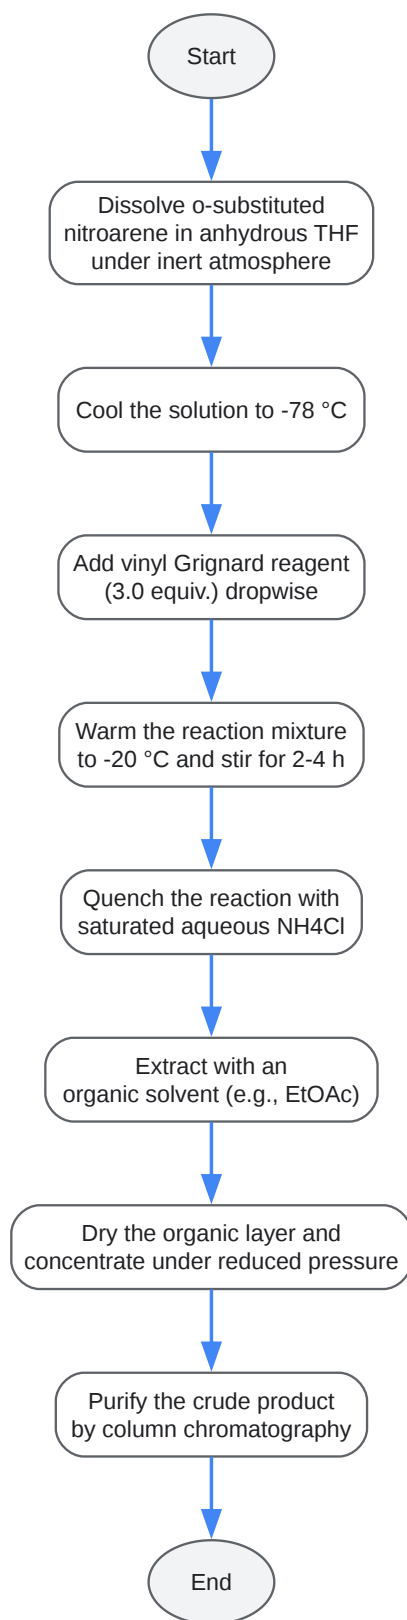 Start
Dissolve o-substituted
nitroarene in anhydrous THF
under inert atmosphere
Cool the solution to -78 °C
Add vinyl Grignard reagent
(3.0 equiv.) dropwise
Warm the reaction mixture
to -20 °C and stir for 2-4 h
Quench the reaction with
saturated aqueous NH4Cl
Extract with an
organic solvent (e.g., EtOAc)
Dry the organic layer and
concentrate under reduced pressure
Purify the crude product
by column chromatography
End